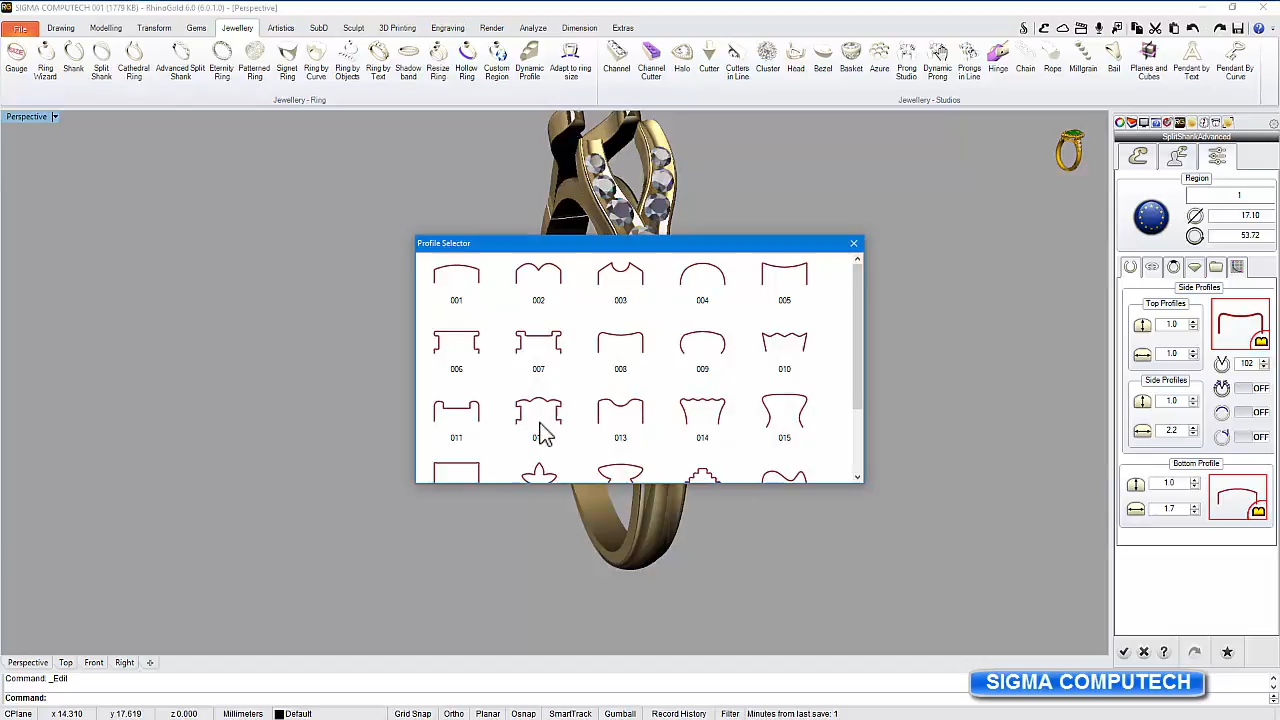 SIGMA COMPUTECH 001 (1779 KB) - RhinoGold 6.0 (6.0.1.0) - [Perspective]
File Drawing Modelling Transform Gems Jewellery Artistics SubD Sculpt 3D Printing Engraving Render Analyze Dimension Extras
Gauge
Ring Wizard
Shank
Split Shank
Cathedral Ring
Advanced Split Shank
Eternity Ring
Patterned Ring
Signet Ring
Ring by Curve
Ring by Objects
Ring by Text
Shadow band
Resize Ring
Hollow Ring
Custom Region
Dynamic Profile
Adapt to ring size
Channel
Channel Cutter
Halo
Cutter
Cutters in Line
Cluster
Head
Bezel
Basket
Azure
Prong Studio
Dynamic Prong
Prongs in Line
Hinge
Chain
Rope
Millgrain
Bail
Planes and Cubes
Pendant by Text
Pendant By Curve
Jewellery - Ring
Jewellery - Studios
Perspective
SplitShankAdvanced
Region
1
17.10
53.72
Side Profiles
Top Profiles
1.0
1.0
102
Side Profiles
OFF
1.0
OFF
2.2
OFF
Bottom Profile
1.0
1.7
Profile Selector
001 002 003 004 005
006 007 008 009 010
011 013 014 015
Perspective Top Front Right
Command: _Edil
Command:
SIGMA COMPUTECH
CPlane x 14.310 y 17.619 z 0.000 Millimeters Default Grid Snap Ortho Planar Osnap SmartTrack Gumball Record History Filter Minutes from last save: 1